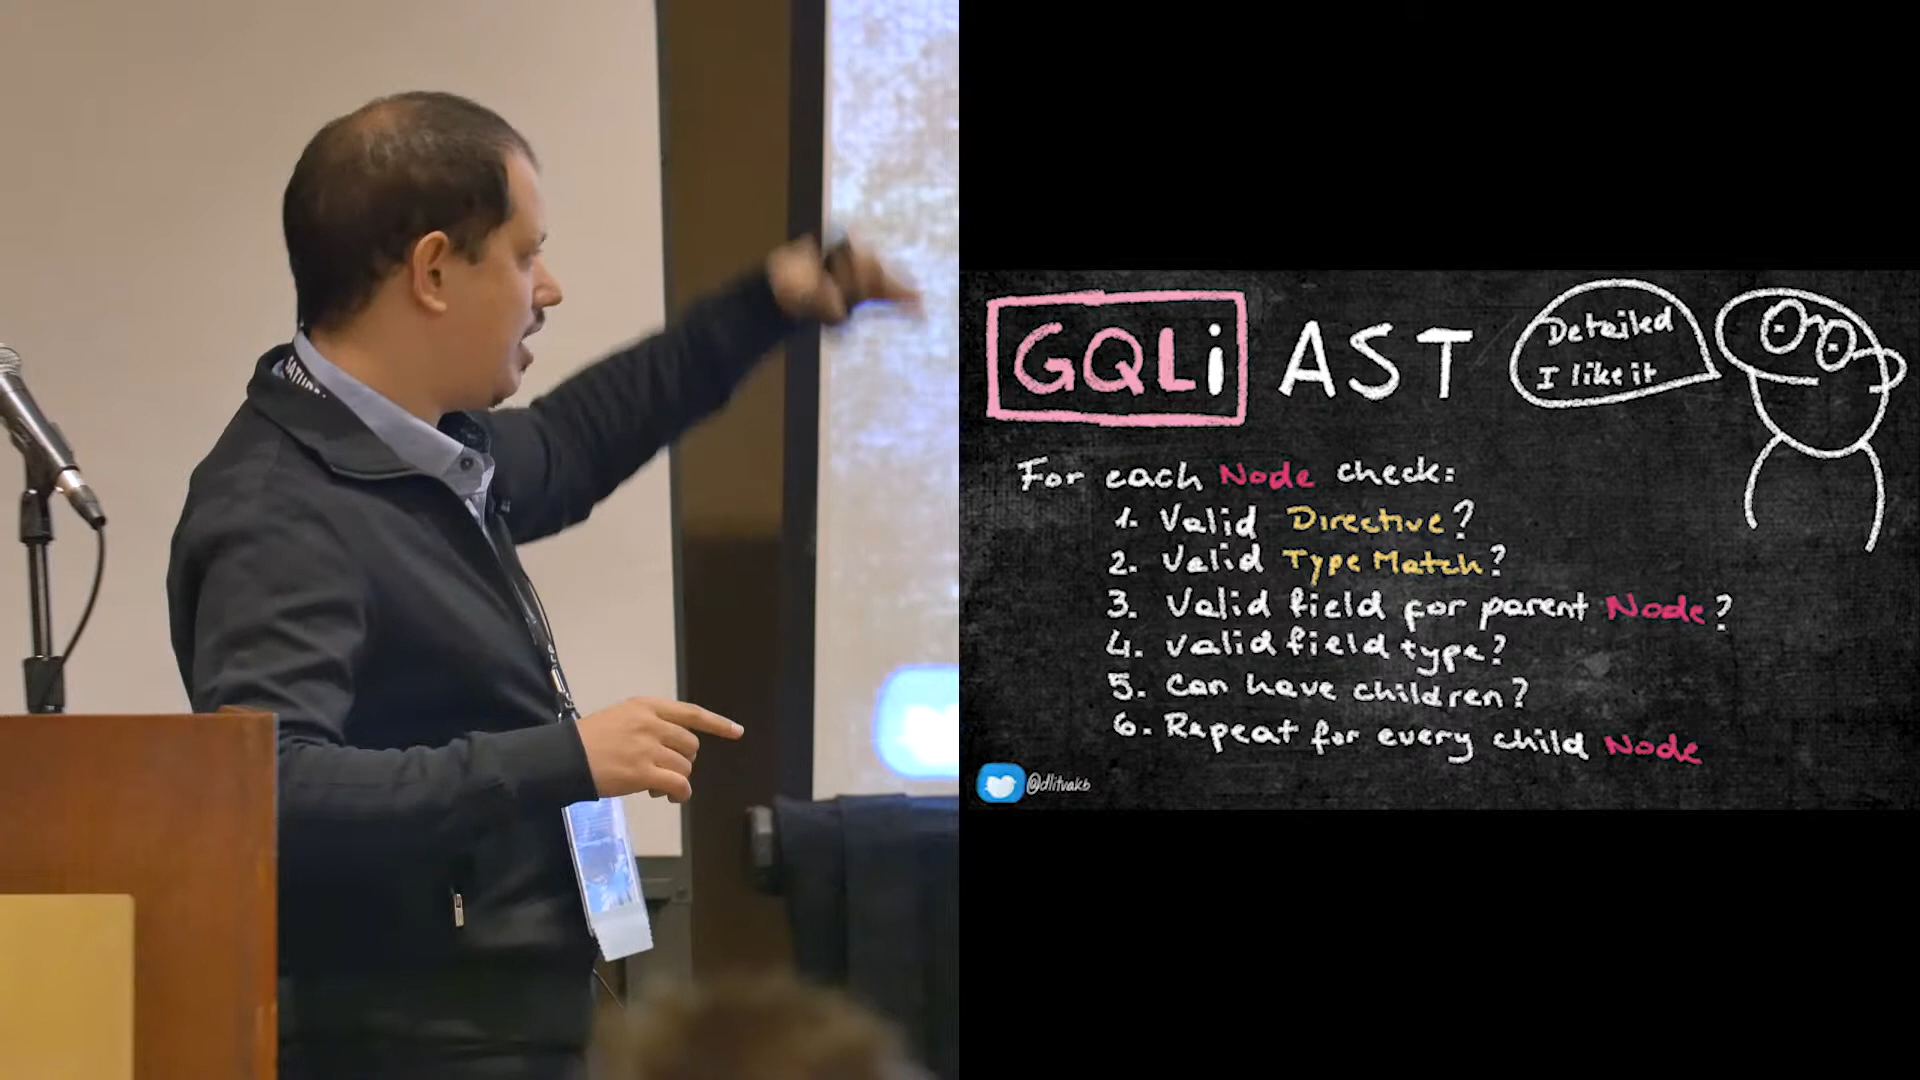 GQLi AST
Detailed
I like it
For each Node check:
1. Valid Directive?
2. Valid Type Match?
3. Valid field for parent Node?
4. Valid field type?
5. Can have children?
6. Repeat for every child Node
@dlitvakb